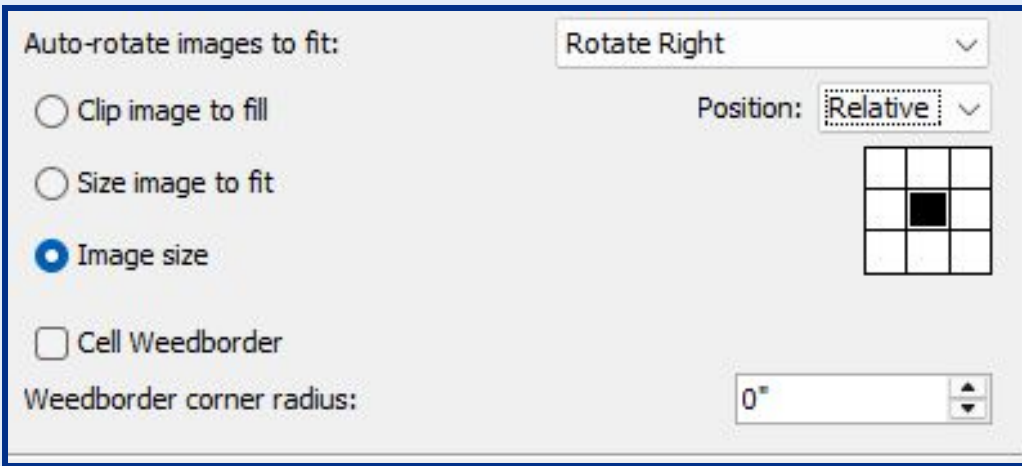 Auto-rotate images to fit: Rotate Right
Clip image to fill Position: Relative
Size image to fit
Image size
Cell Weedborder
Weedborder corner radius: 0"